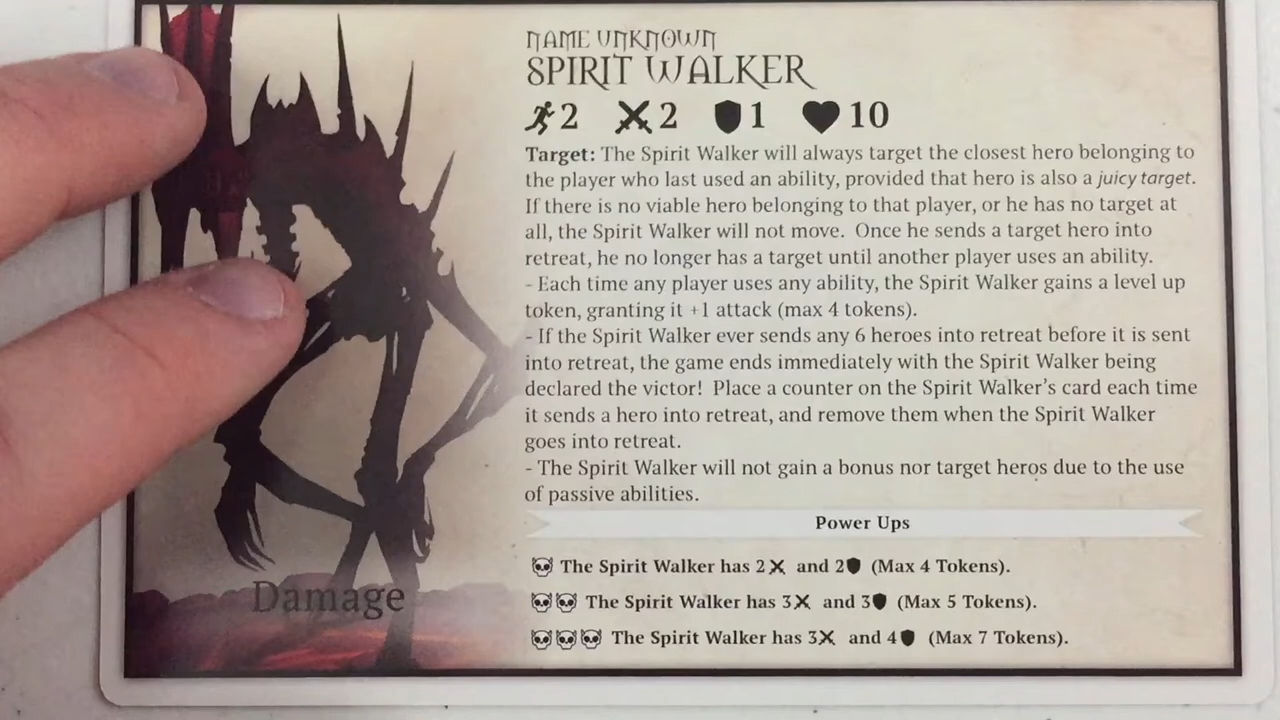 NAME UNKNOWN
SPIRIT WALKER
2 2 1 10
Target: The Spirit Walker will always target the closest hero belonging to
the player who last used an ability, provided that hero is also a juicy target.
If there is no viable hero belonging to that player, or he has no target at
all, the Spirit Walker will not move. Once he sends a target hero into
retreat, he no longer has a target until another player uses an ability.
- Each time any player uses any ability, the Spirit Walker gains a level up
token, granting it +1 attack (max 4 tokens).
- If the Spirit Walker ever sends any 6 heroes into retreat before it is sent
into retreat, the game ends immediately with the Spirit Walker being
declared the victor! Place a counter on the Spirit Walker's card each time
it sends a hero into retreat, and remove them when the Spirit Walker
goes into retreat.
- The Spirit Walker will not gain a bonus nor target heros due to the use
of passive abilities.
Power Ups
The Spirit Walker has 2 and 2 (Max 4 Tokens).
The Spirit Walker has 3 and 3 (Max 5 Tokens).
The Spirit Walker has 3 and 4 (Max 7 Tokens).
Damage